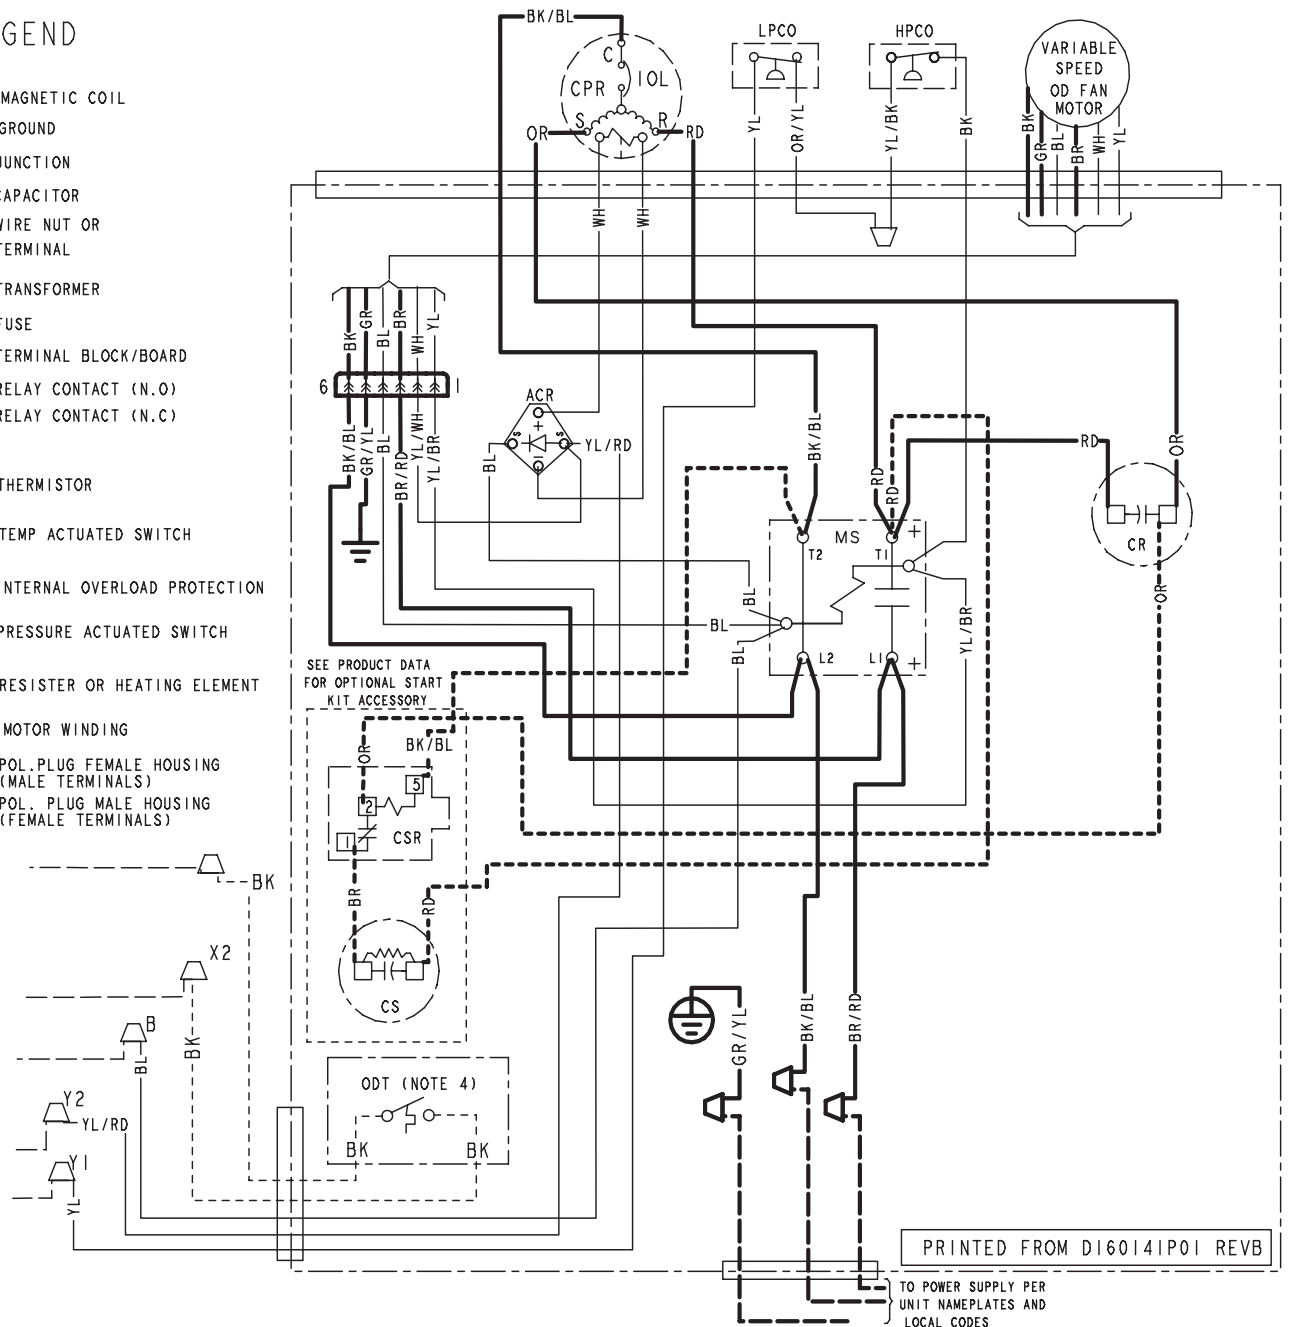 GEND
MAGNETIC COIL
GROUND
JUNCTION
CAPACITOR
WIRE NUT OR
TERMINAL
TRANSFORMER
FUSE
TERMINAL BLOCK/BOARD
RELAY CONTACT (N.O)
RELAY CONTACT (N.C)
THERMISTOR
TEMP ACTUATED SWITCH
INTERNAL OVERLOAD PROTECTION
PRESSURE ACTUATED SWITCH
RESISTER OR HEATING ELEMENT
MOTOR WINDING
POL.PLUG FEMALE HOUSING
(MALE TERMINALS)
POL. PLUG MALE HOUSING
(FEMALE TERMINALS)
BK/BL
C
CPR
IOL
S
R
OR
RD
WH
WH
LPCO
YL
OR/YL
HPCO
YL/BK
BK
VARIABLE
SPEED
OD FAN
MOTOR
BK
GR
BL
BR
WH
YL
BK
GR
BL
BR
WH
YL
6
1
BK/BL
GR/YL
BL
BR/RD
YL/WH
YL/BR
ACR
+
S
S
−
BL
YL/RD
BK/BL
RD
RD
RD
OR
CR
OR
MS
+
T2
T1
BL
BL
BL
YL/BR
L2
L1
+
SEE PRODUCT DATA
FOR OPTIONAL START
KIT ACCESSORY
OR
BK/BL
5
2
1
CSR
BR
RD
CS
BK
X2
BK
B
BL
Y2
YL/RD
Y1
YL
ODT (NOTE 4)
BK
BK
GR/YL
BK/BL
BR/RD
PRINTED FROM D160141P01 REVB
TO POWER SUPPLY PER
UNIT NAMEPLATES AND
LOCAL CODES